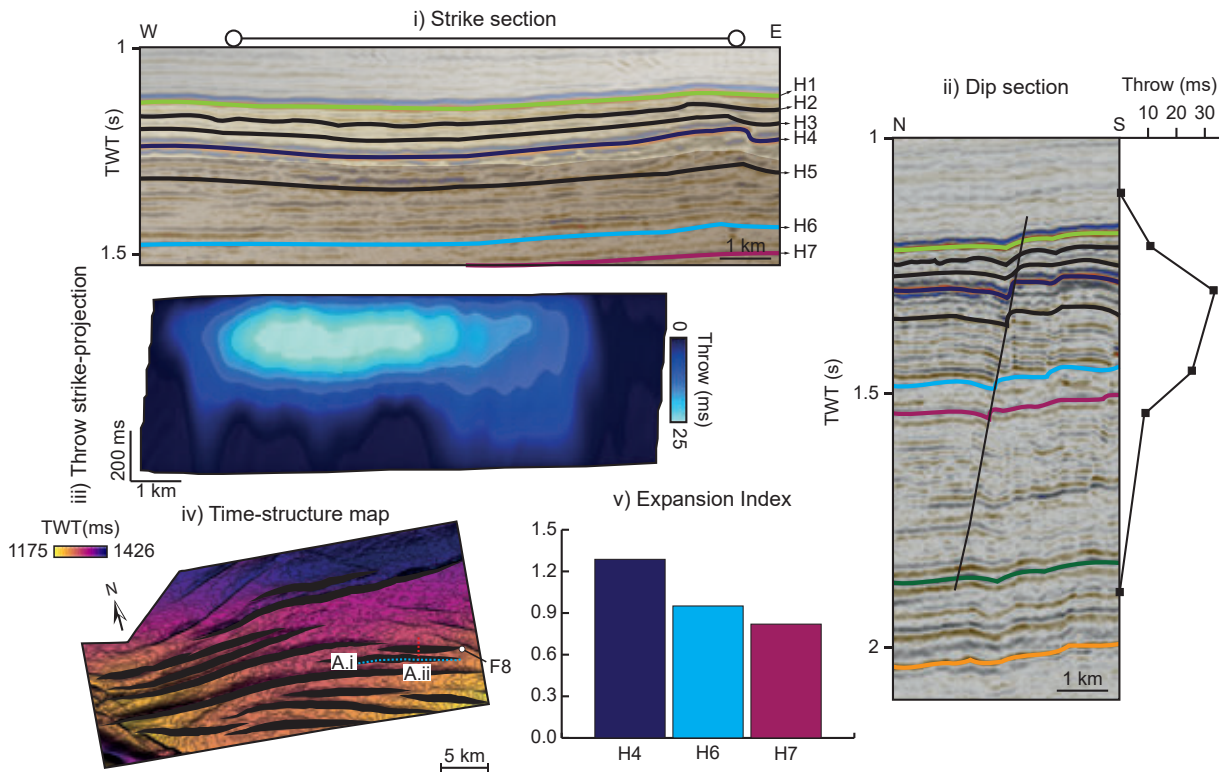 i) Strike section
W
E
1
1.5
TWT (s)
H1
H2
H3
H4
H5
H6
H7
1 km
ii) Dip section
Throw (ms)
10 20 30
N
S
1
1.5
2
TWT (s)
1 km
iii) Throw strike-projection
200 ms
1 km
0
Throw (ms)
25
iv) Time-structure map
TWT(ms)
1175
1426
N
A.i
A.ii
F8
5 km
v) Expansion Index
1.5
1.2
0.9
0.6
0.3
0.0
H4
H6
H7